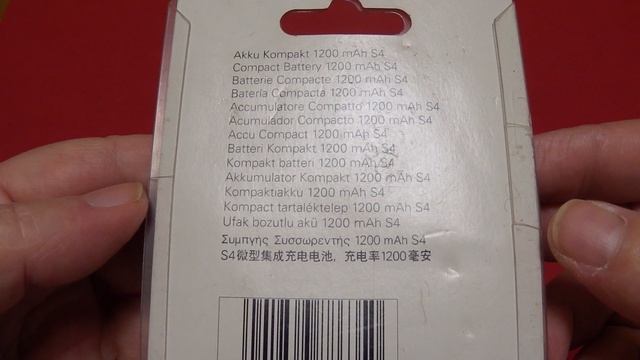 Akku Kompakt 1200 mAh S4
Compact Battery 1200 mAh S4
Batterie Compacte 1200 mAh S4
Batería Compacta 1200 mAh S4
Accumulatore Compatto 1200 mAh S4
Acumulador Compacto 1200 mAh S4
Accu Compact 1200 mAh S4
Batteri Kompakt 1200 mAh S4
Kompakt batteri 1200 mAh S4
Akkumulator Kompakt 1200 mAh S4
Kompaktiakku 1200 mAh S4
Kompact tartaléktelep 1200 mAh S4
Ufak bozutlu akü 1200 mAh S4
Συμπγης Συσσωρεντής 1200 mAh S4
S4微型集成充电电池, 充电率1200毫安